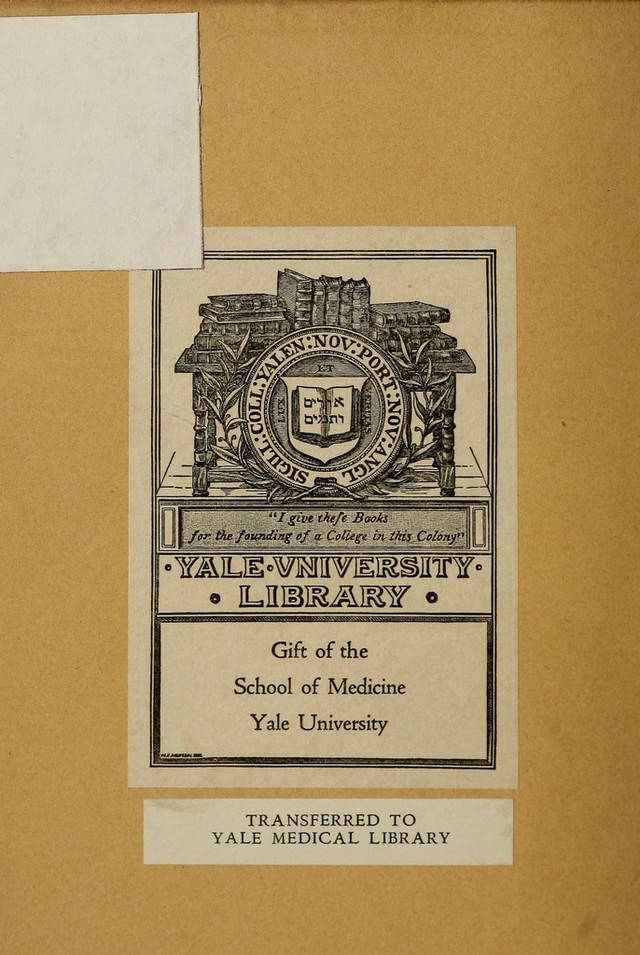 SIGILL:COLL:YALEN:NOV:PORT:NOV:ANGL
ET
LUX
VERITAS
אורים
ותמים
"I give theſe Books
for the founding of a College in this Colony"
·YALE·VNIVERSITY·
• LIBRARY •
Gift of the
School of Medicine
Yale University
TRANSFERRED TO
YALE MEDICAL LIBRARY